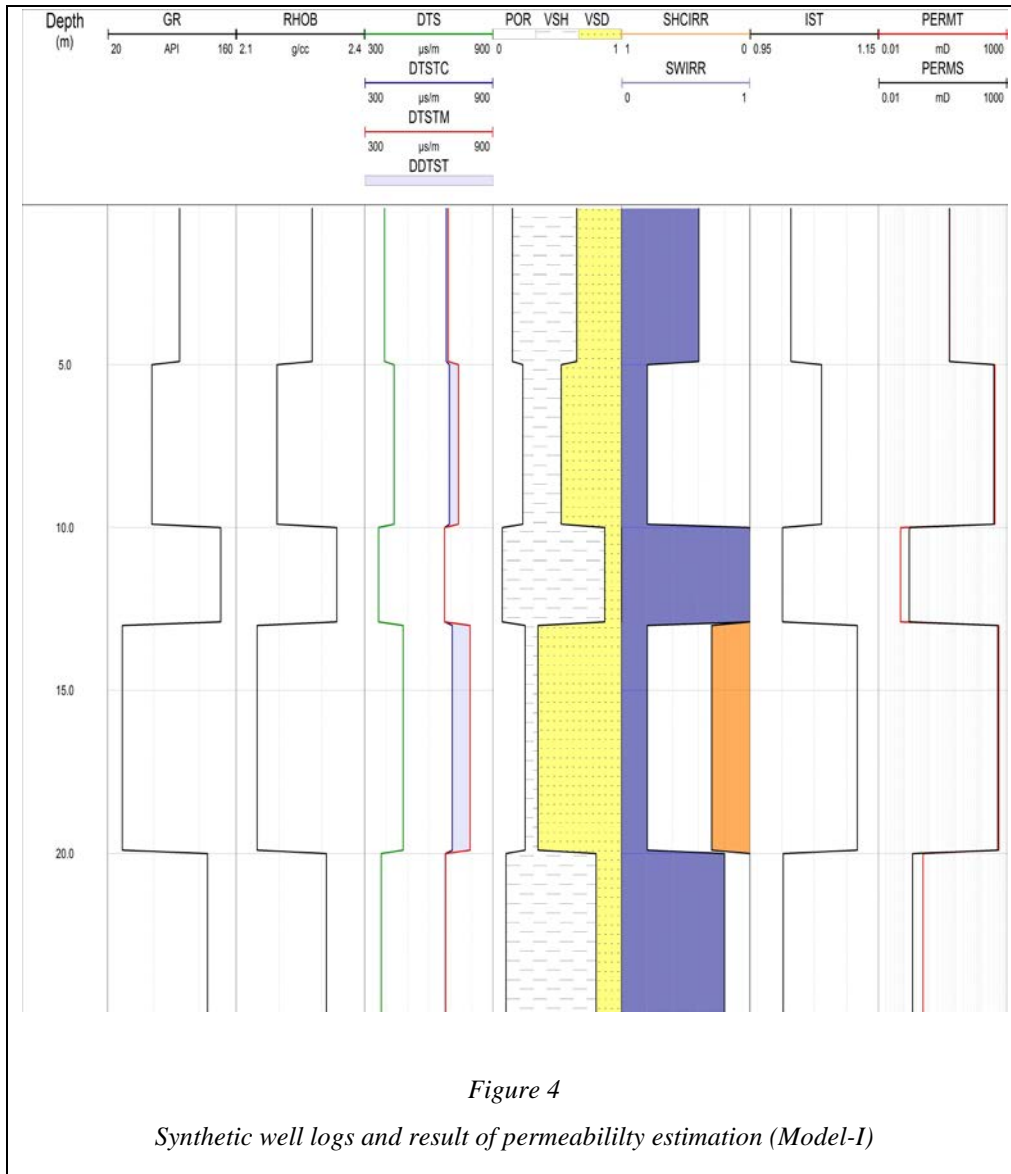 Depth GR RHOB DTS POR VSH VSD SHCIRR IST PERMT
(m) 20 API 160 2.1 g/cc 2.4 300 µs/m 900 0 1 1 0 0.95 1.15 0.01 mD 1000
DTSTC SWIRR PERMS
300 µs/m 900 0 1 0.01 mD 1000
DTSTM
300 µs/m 900
DDTST
5.0
10.0
15.0
20.0
Figure 4
Synthetic well logs and result of permeabililty estimation (Model-I)